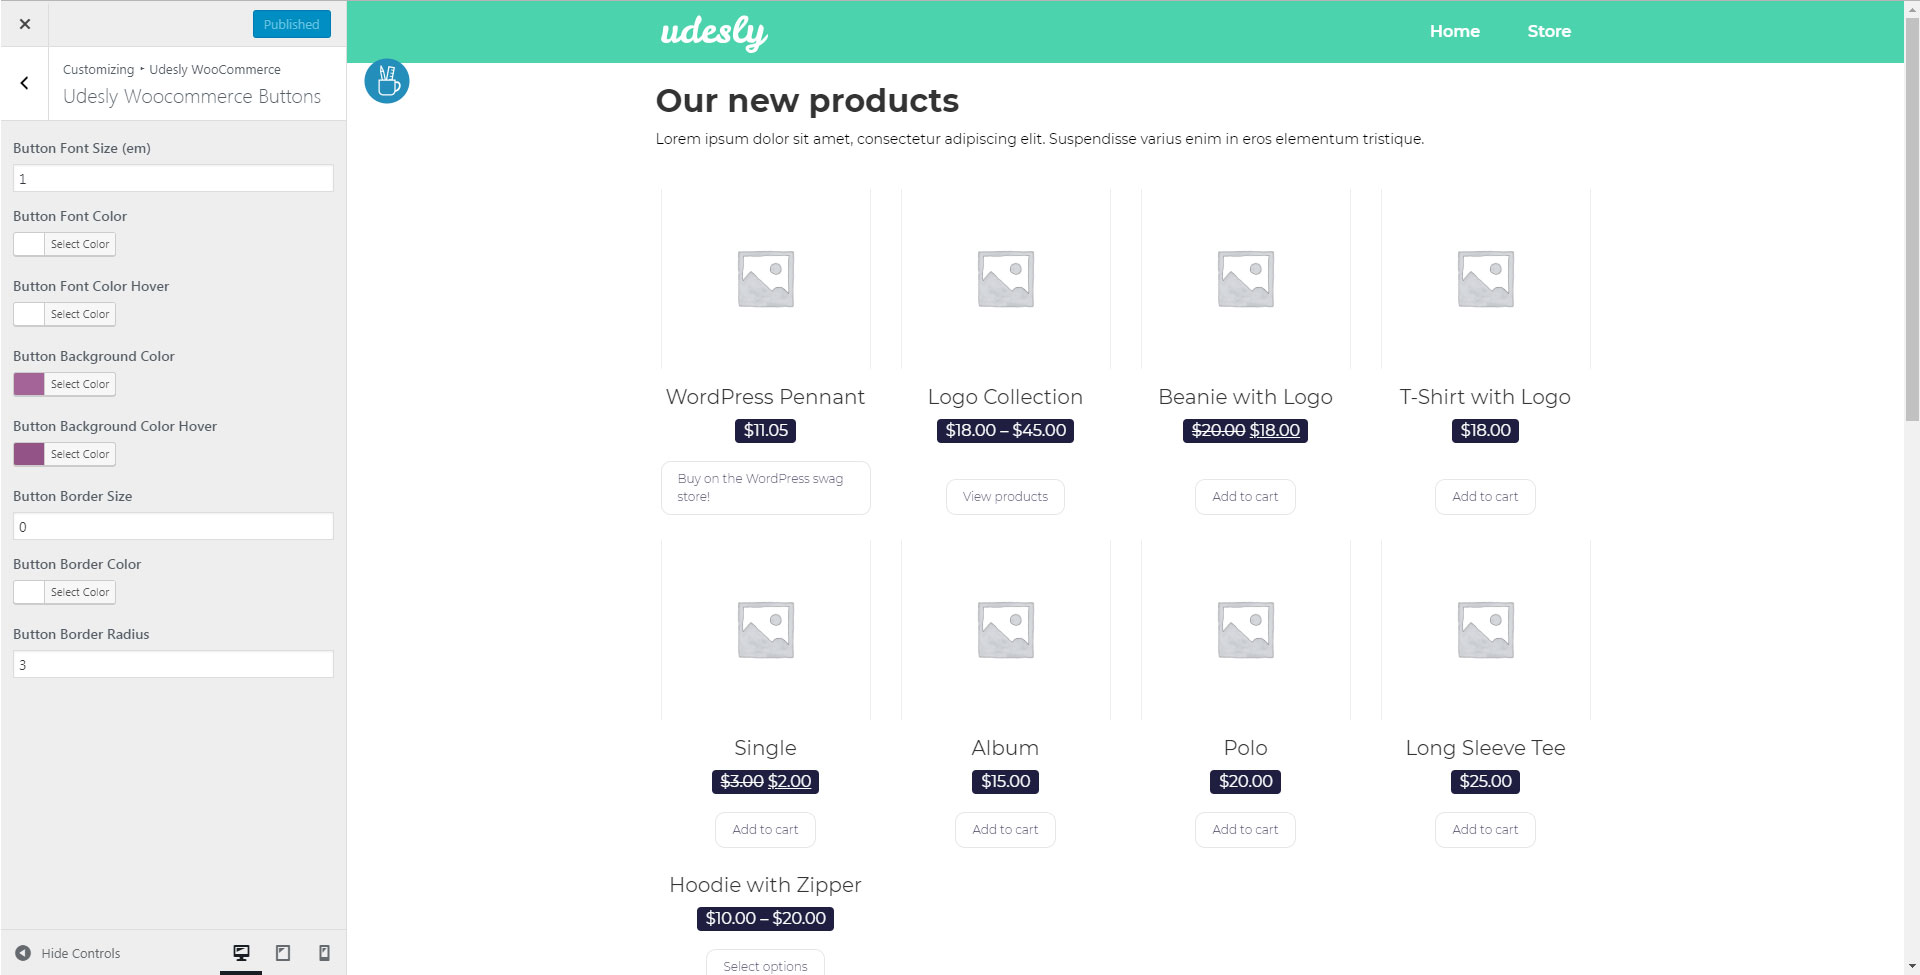 Published
Customizing ‣ Udesly WooCommerce
Udesly Woocommerce Buttons
Button Font Size (em)
1
Button Font Color
Select Color
Button Font Color Hover
Select Color
Button Background Color
Select Color
Button Background Color Hover
Select Color
Button Border Size
0
Button Border Color
Select Color
Button Border Radius
3
Hide Controls
udesly
Home Store
Our new products
Lorem ipsum dolor sit amet, consectetur adipiscing elit. Suspendisse varius enim in eros elementum tristique.
WordPress Pennant
$11.05
Buy on the WordPress swag
store!
Logo Collection
$18.00 – $45.00
View products
Beanie with Logo
$20.00 $18.00
Add to cart
T-Shirt with Logo
$18.00
Add to cart
Single
$3.00 $2.00
Add to cart
Album
$15.00
Add to cart
Polo
$20.00
Add to cart
Long Sleeve Tee
$25.00
Add to cart
Hoodie with Zipper
$10.00 – $20.00
Select options